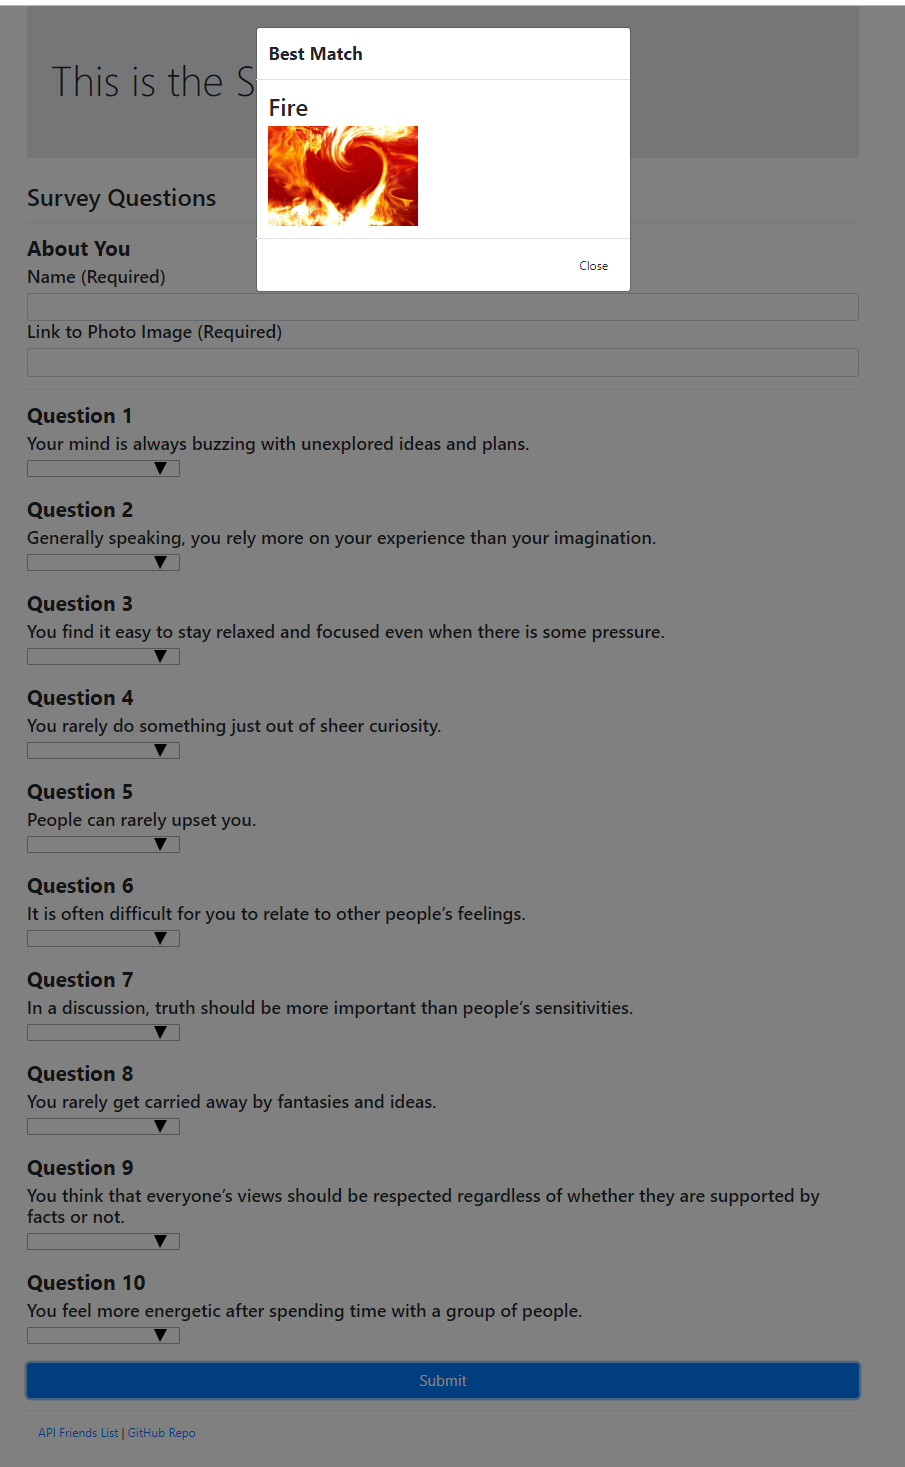 Best Match
This is the S
Fire
Close
Survey Questions
About You
Name (Required)
Link to Photo Image (Required)
Question 1
Your mind is always buzzing with unexplored ideas and plans.
Question 2
Generally speaking, you rely more on your experience than your imagination.
Question 3
You find it easy to stay relaxed and focused even when there is some pressure.
Question 4
You rarely do something just out of sheer curiosity.
Question 5
People can rarely upset you.
Question 6
It is often difficult for you to relate to other people’s feelings.
Question 7
In a discussion, truth should be more important than people’s sensitivities.
Question 8
You rarely get carried away by fantasies and ideas.
Question 9
You think that everyone’s views should be respected regardless of whether they are supported by
facts or not.
Question 10
You feel more energetic after spending time with a group of people.
Submit
API Friends List | GitHub Repo